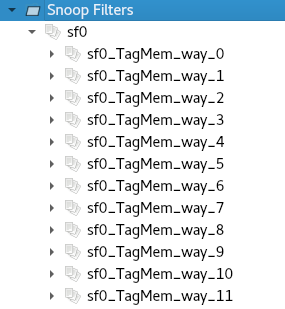 Snoop Filters
sf0
sf0_TagMem_way_0
sf0_TagMem_way_1
sf0_TagMem_way_2
sf0_TagMem_way_3
sf0_TagMem_way_4
sf0_TagMem_way_5
sf0_TagMem_way_6
sf0_TagMem_way_7
sf0_TagMem_way_8
sf0_TagMem_way_9
sf0_TagMem_way_10
sf0_TagMem_way_11